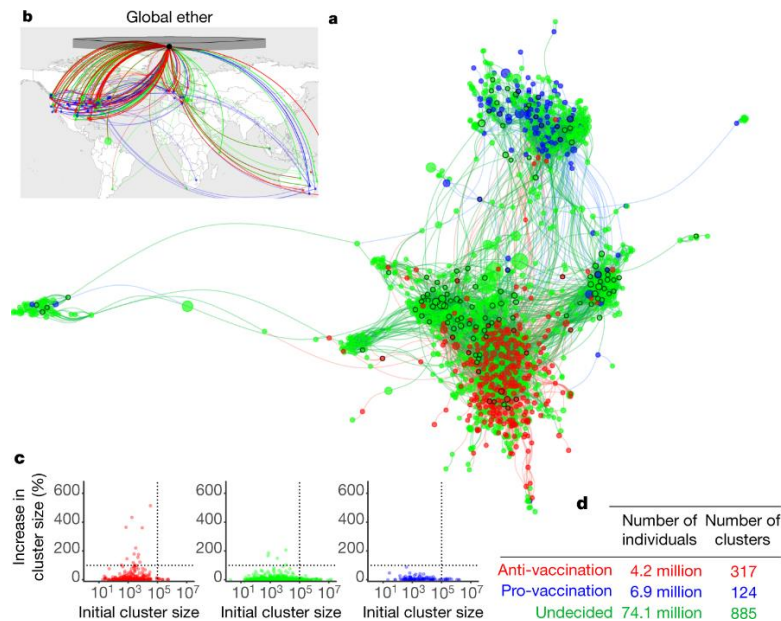 b
Global ether
a
c
Increase in
cluster size (%)
600
400
200
0
10¹ 10³ 10⁵ 10⁷
Initial cluster size
600
400
200
0
10¹ 10³ 10⁵ 10⁷
Initial cluster size
600
400
200
0
10¹ 10³ 10⁵ 10⁷
Initial cluster size
d
Number of individuals Number of clusters
Anti-vaccination 4.2 million 317
Pro-vaccination 6.9 million 124
Undecided 74.1 million 885